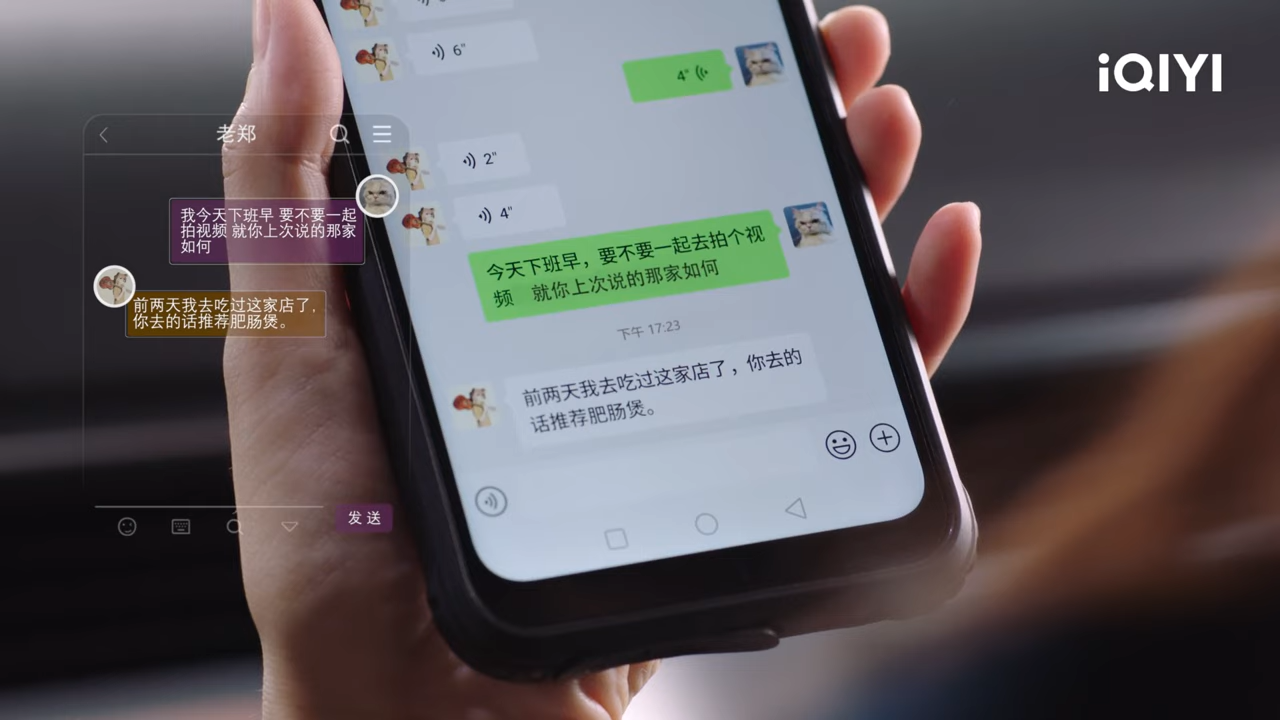 6"
4"
iQIYI
老郑
2"
4"
我今天下班早 要不要一起
拍视频 就你上次说的那家
如何
今天下班早，要不要一起去拍个视
频 就你上次说的那家如何
前两天我去吃过这家店了,
你去的话推荐肥肠煲。
下午 17:23
前两天我去吃过这家店了，你去的
话推荐肥肠煲。
发送